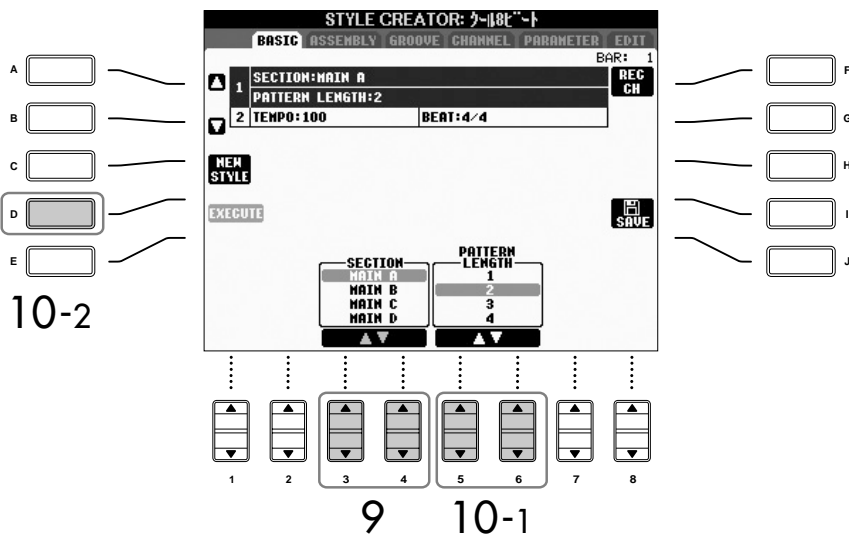 STYLE CREATOR: クール8ビート
BASIC ASSEMBLY GROOVE CHANNEL PARAMETER EDIT
BAR: 1
1 SECTION:MAIN A
PATTERN LENGTH:2
REC
CH
2 TEMPO:100 BEAT:4/4
NEW
STYLE
EXECUTE
SAVE
SECTION
MAIN A
MAIN B
MAIN C
MAIN D
PATTERN
LENGTH
1
2
3
4
A
B
C
D
E
10-2
F
G
H
I
J
1 2 3 4 5 6 7 8
9 10-1